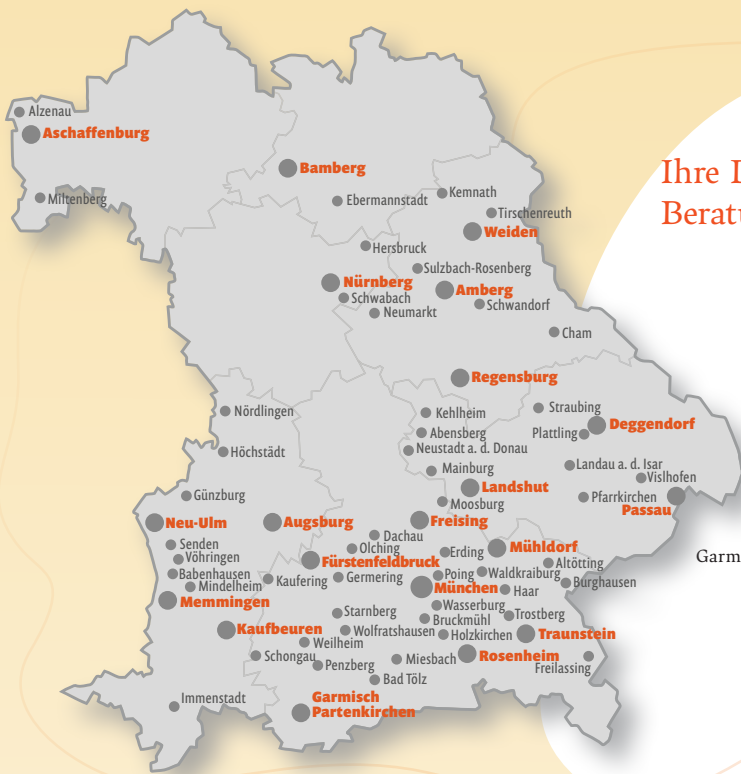 Alzenau
Aschaffenburg
Bamberg
Miltenberg
Ebermannstadt
Kemnath
Tirschenreuth
Weiden
Hersbruck
Sulzbach-Rosenberg
Nürnberg
Amberg
Schwabach
Schwandorf
Neumarkt
Cham
Regensburg
Nördlingen
Kehlheim
Straubing
Abensberg
Deggendorf
Plattling
Neustadt a. d. Donau
Höchstädt
Mainburg
Landau a. d. Isar
Vislhofen
Landshut
Günzburg
Moosburg
Pfarrkirchen
Passau
Neu-Ulm
Augsburg
Freising
Dachau
Senden
Olching
Erding
Mühldorf
Vöhringen
Fürstenfeldbruck
Altötting
Babenhausen
Kaufering
Germering
Poing
Waldkraiburg
Burghausen
Mindelheim
München
Haar
Memmingen
Wasserburg
Starnberg
Bruckmühl
Trostberg
Kaufbeuren
Wolfratshausen
Holzkirchen
Traunstein
Weilheim
Schongau
Penzberg
Miesbach
Rosenheim
Freilassing
Bad Tölz
Immenstadt
Garmisch
Partenkirchen
Ihre
Beratu
Garm